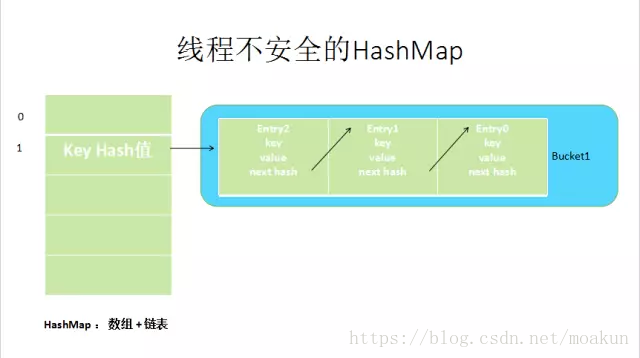 线程不安全的HashMap
0
1
Key Hash值
Entry2
key
value
next hash
Entry1
key
value
next hash
Entry0
key
value
next hash
Bucket1
HashMap ： 数组 + 链表
https://blog.csdn.net/moakun